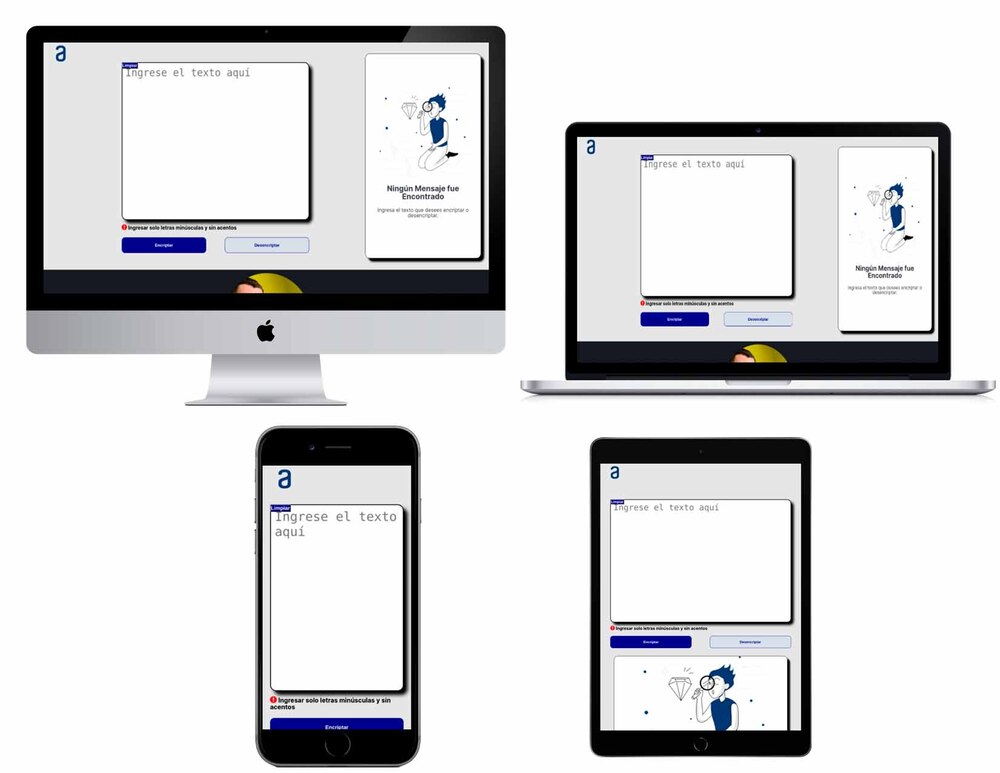 a
Limpiar
Ingrese el texto aquí
Ingresar solo letras minúsculas y sin acentos
Encriptar
Desencriptar
Ningún Mensaje fue
Encontrado
Ingresa el texto que desees encriptar o
desencriptar.
a
Limpiar
Ingrese el texto aquí
Ingresar solo letras minúsculas y sin acentos
Encriptar
Desencriptar
Ningún Mensaje fue
Encontrado
Ingresa el texto que desees encriptar o
desencriptar.
a
Limpiar
Ingrese el texto
aquí
Ingresar solo letras minúsculas y sin
acentos
Encriptar
a
Limpiar
Ingrese el texto aquí
Ingresar solo letras minúsculas y sin acentos
Encriptar
Desencriptar